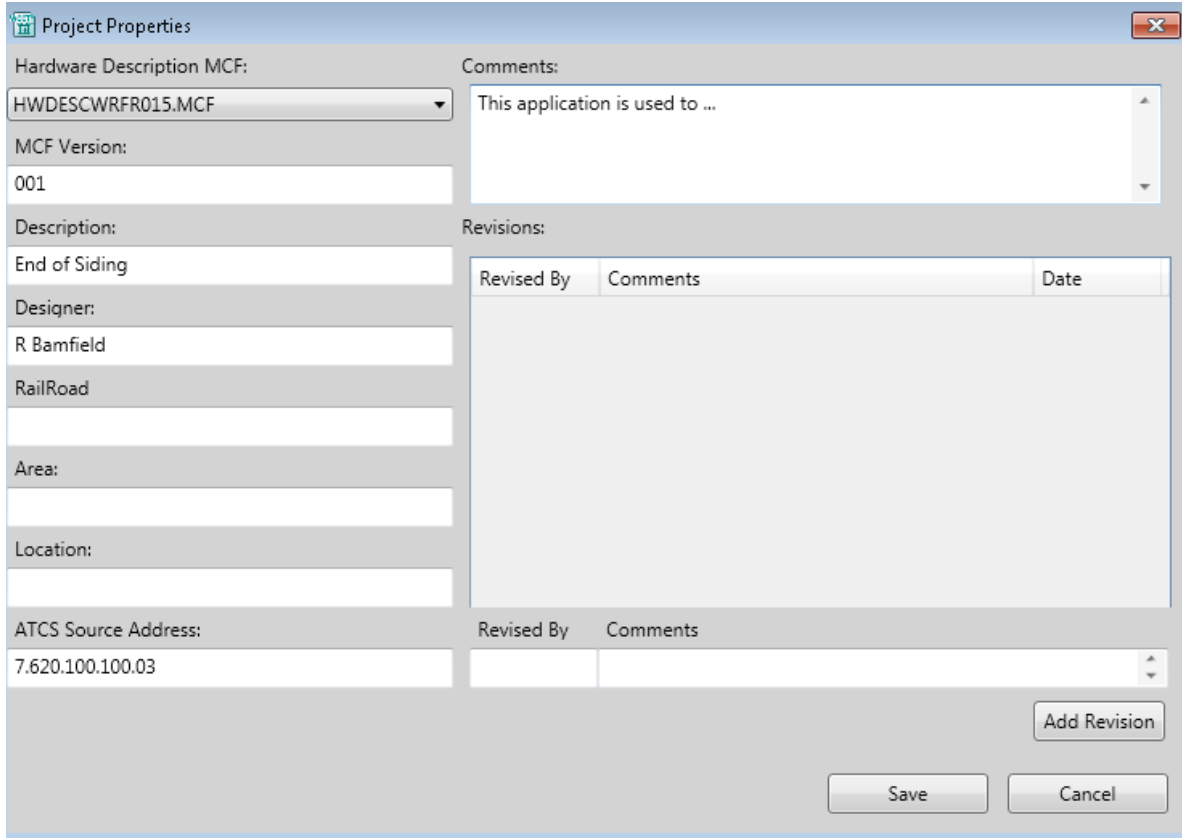 Project Properties
Hardware Description MCF:
HWDESCWRFR015.MCF
MCF Version:
001
Description:
End of Siding
Designer:
R Bamfield
RailRoad
Area:
Location:
ATCS Source Address:
7.620.100.100.03
Comments:
This application is used to ...
Revisions:
Revised By Comments Date
Revised By Comments
Add Revision
Save Cancel